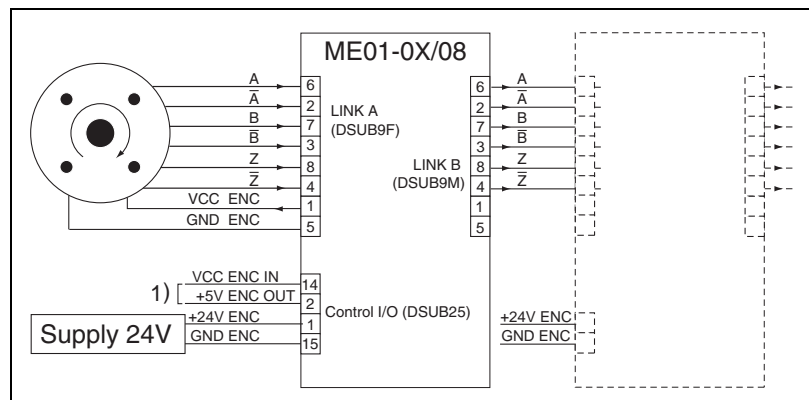 ME01-0X/08
A 6
A̅ 2
B 7
B̅ 3
Z 8
Z̅ 4
VCC ENC 1
GND ENC 5
LINK A
(DSUB9F)
6 A
2 A̅
7 B
3 B̅
8 Z
4 Z̅
1
5
LINK B
(DSUB9M)
1)
VCC ENC IN 14
+5V ENC OUT 2
+24V ENC 1
GND ENC 15
Control I/O (DSUB25)
Supply 24V
+24V ENC
GND ENC